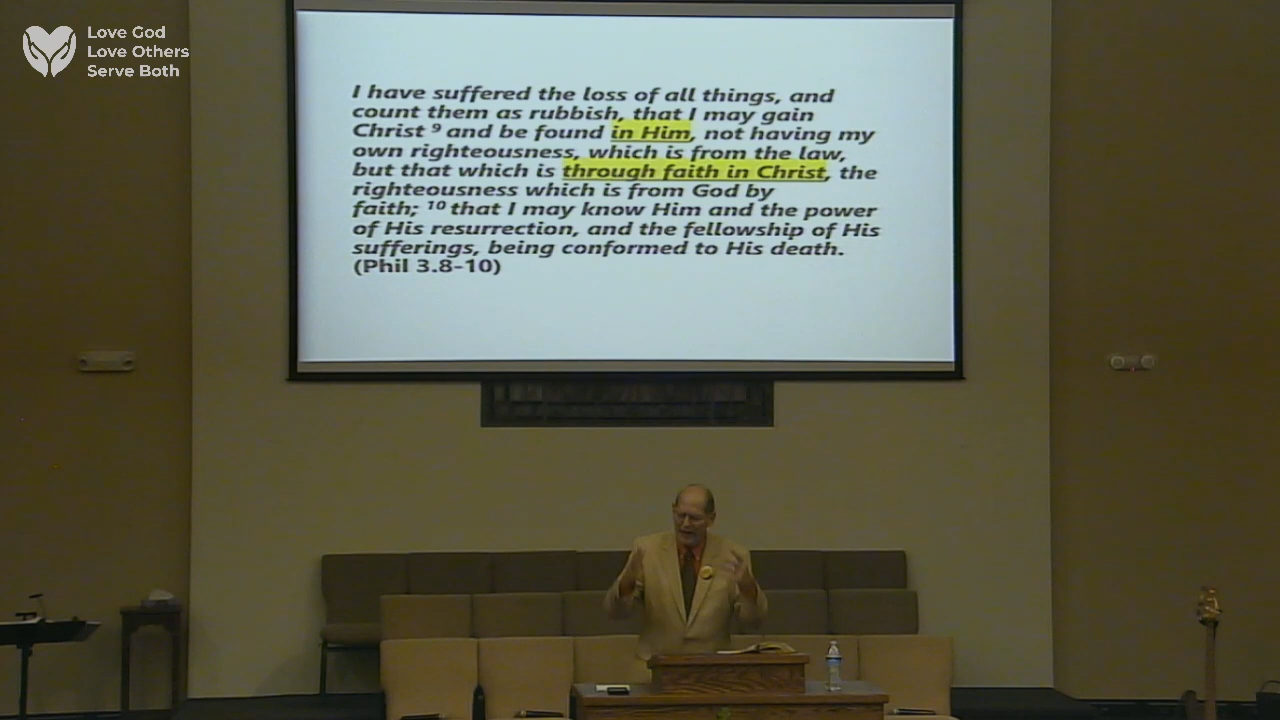 Love God
Love Others
Serve Both
I have suffered the loss of all things, and
count them as rubbish, that I may gain
Christ ⁹ and be found in Him, not having my
own righteousness, which is from the law,
but that which is through faith in Christ, the
righteousness which is from God by
faith; ¹⁰ that I may know Him and the power
of His resurrection, and the fellowship of His
sufferings, being conformed to His death.
(Phil 3.8-10)